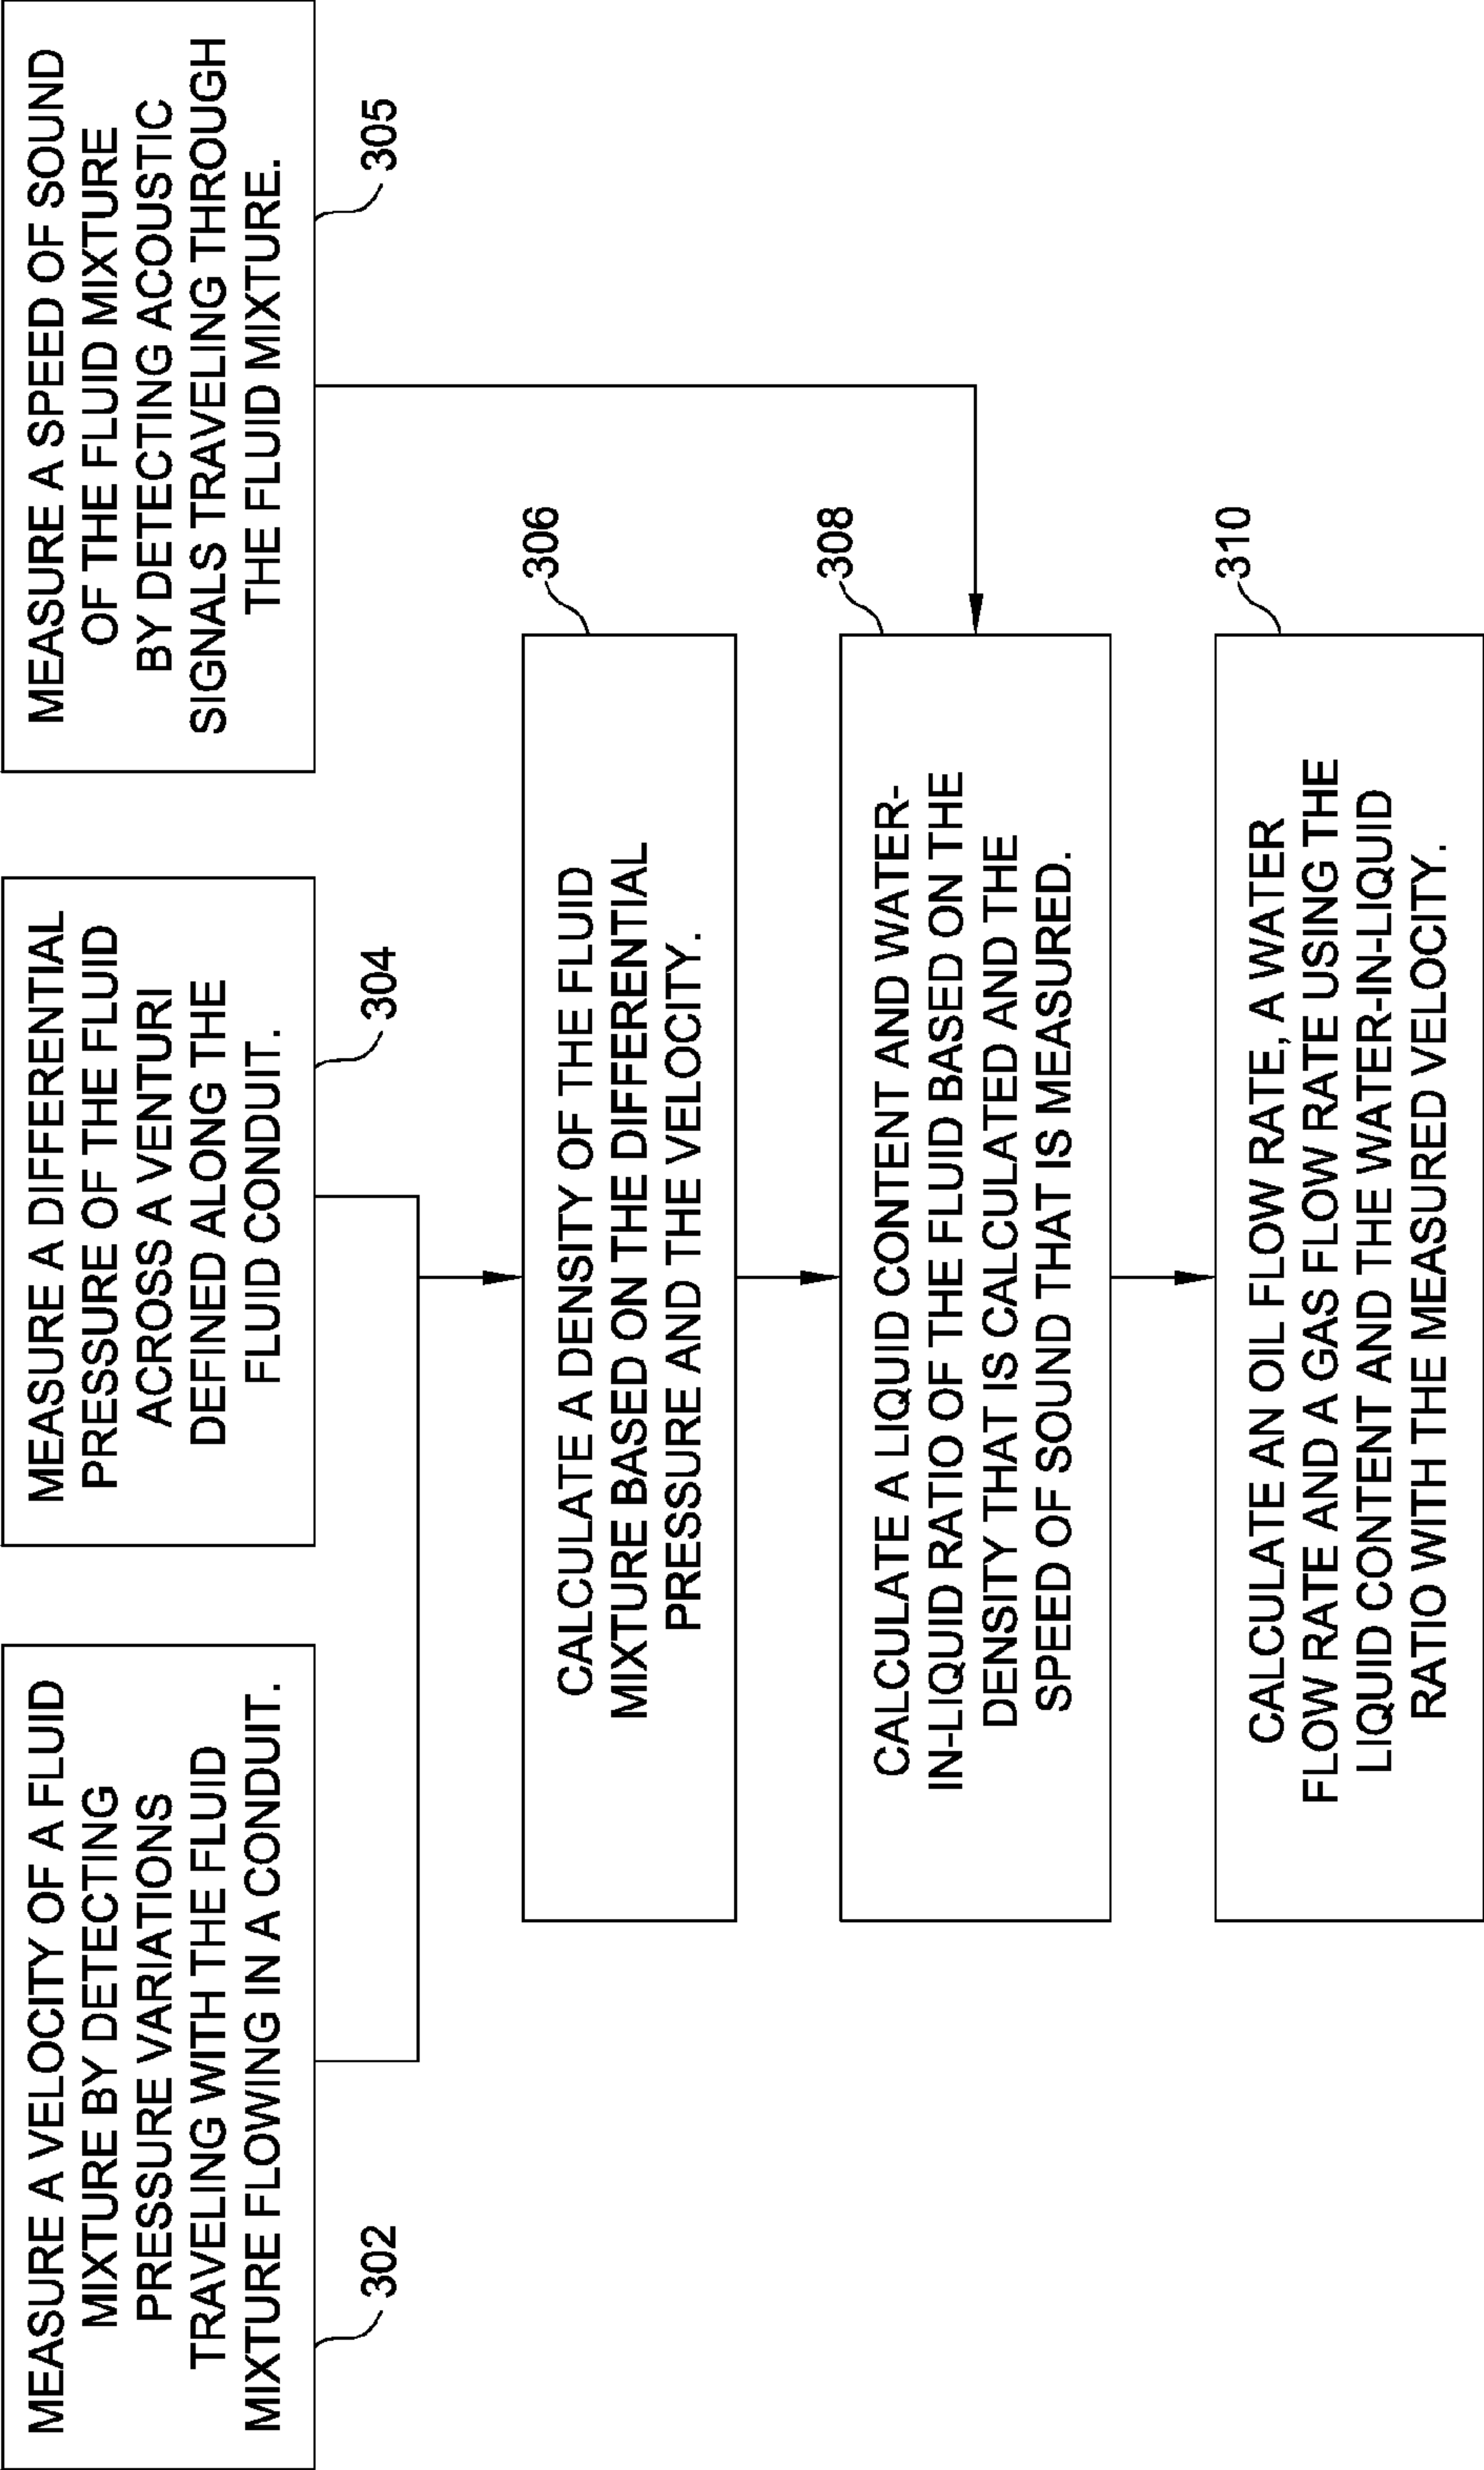 MEASURE A VELOCITY OF A FLUID
MIXTURE BY DETECTING
PRESSURE VARIATIONS
TRAVELING WITH THE FLUID
MIXTURE FLOWING IN A CONDUIT.
302
MEASURE A DIFFERENTIAL
PRESSURE OF THE FLUID
ACROSS A VENTURI
DEFINED ALONG THE
FLUID CONDUIT.
304
MEASURE A SPEED OF SOUND
OF THE FLUID MIXTURE
BY DETECTING ACOUSTIC
SIGNALS TRAVELING THROUGH
THE FLUID MIXTURE.
305
CALCULATE A DENSITY OF THE FLUID
MIXTURE BASED ON THE DIFFERENTIAL
PRESSURE AND THE VELOCITY.
306
CALCULATE A LIQUID CONTENT AND WATER-
IN-LIQUID RATIO OF THE FLUID BASED ON THE
DENSITY THAT IS CALCULATED AND THE
SPEED OF SOUND THAT IS MEASURED.
308
CALCULATE AN OIL FLOW RATE, A WATER
FLOW RATE AND A GAS FLOW RATE USING THE
LIQUID CONTENT AND THE WATER-IN-LIQUID
RATIO WITH THE MEASURED VELOCITY.
310